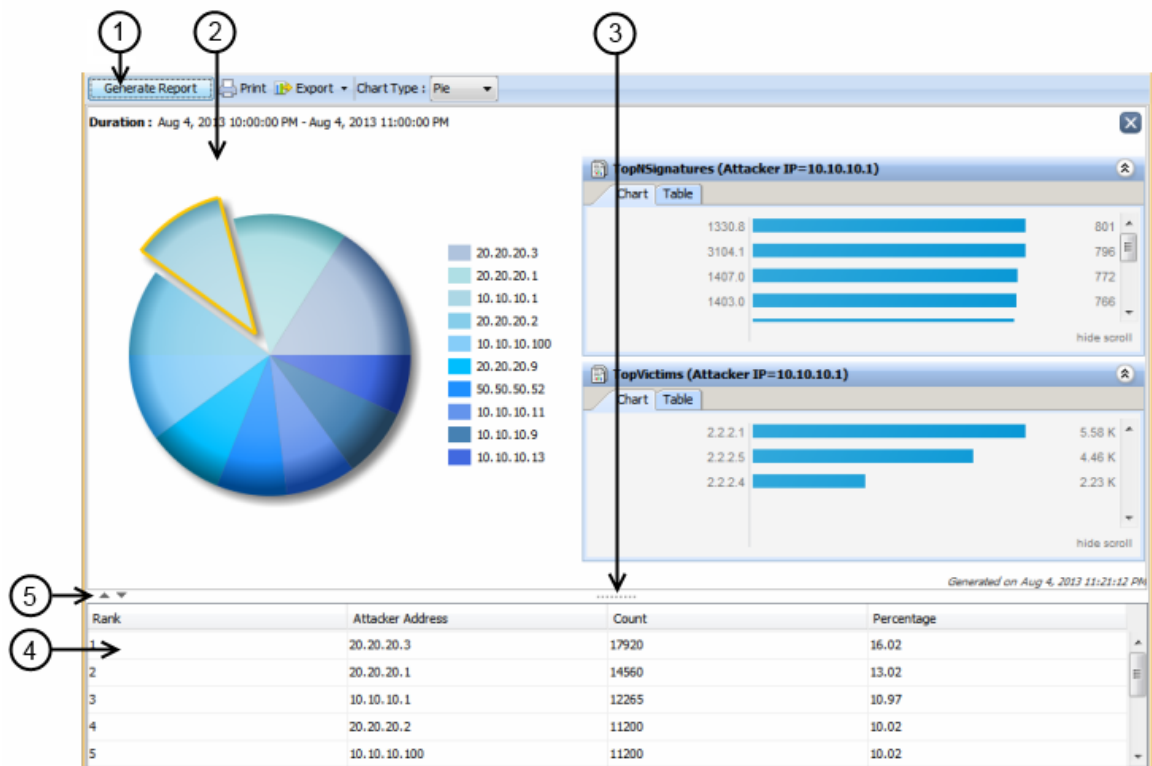 1 2 3
Generate Report Print Export Chart Type : Pie
Duration : Aug 4, 2013 10:00:00 PM - Aug 4, 2013 11:00:00 PM
20.20.20.3
20.20.20.1
10.10.10.1
20.20.20.2
10.10.10.100
20.20.20.9
50.50.50.52
10.10.10.11
10.10.10.9
10.10.10.13
TopNSignatures (Attacker IP=10.10.10.1)
Chart Table
1330.8 801
3104.1 796
1407.0 772
1403.0 766
hide scroll
TopVictims (Attacker IP=10.10.10.1)
Chart Table
2.2.2.1 5.58 K
2.2.2.5 4.46 K
2.2.2.4 2.23 K
hide scroll
Generated on Aug 4, 2013 11:21:12 PM
5
Rank Attacker Address Count Percentage
4
1 20.20.20.3 17920 16.02
2 20.20.20.1 14560 13.02
3 10.10.10.1 12265 10.97
4 20.20.20.2 11200 10.02
5 10.10.10.100 11200 10.02